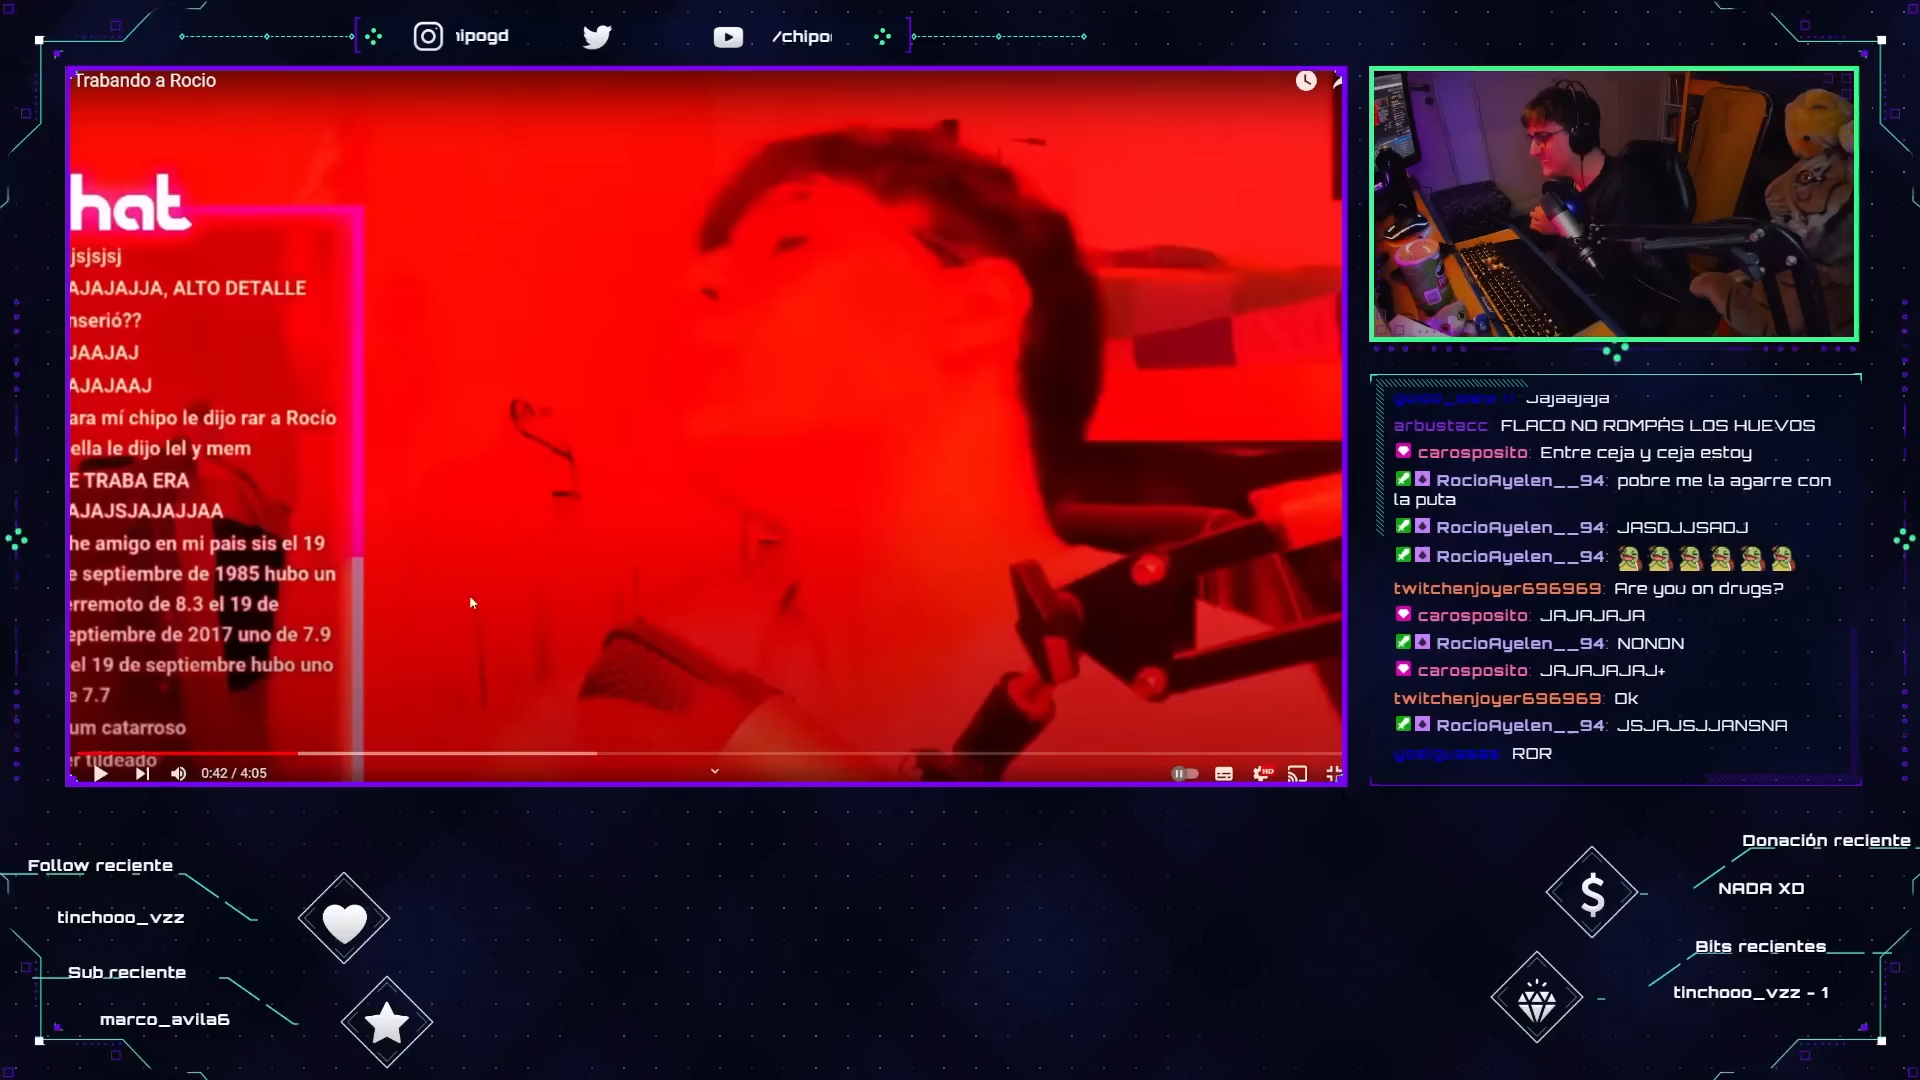 ipogd
/chipo
Trabando a Rocio
hat
jsjsjsj
AJAJAJJA, ALTO DETALLE
nserió??
JAAJAJ
AJAJAAJ
ara mí chipo le dijo rar a Rocío
ella le dijo lel y mem
E TRABA ERA
AJAJSJAJAJJAA
he amigo en mi pais sis el 19
e septiembre de 1985 hubo un
erremoto de 8.3 el 19 de
eptiembre de 2017 uno de 7.9
el 19 de septiembre hubo uno
e 7.7
um catarroso
er tildeado
0:42 / 4:05
HD
Jajaajaja
arbustacc: FLACO NO ROMPÁS LOS HUEVOS
carosposito: Entre ceja y ceja estoy
RocioAyelen__94: pobre me la agarre con
la puta
RocioAyelen__94: JASDJJSADJ
RocioAyelen__94:
twitchenjoyer696969: Are you on drugs?
carosposito: JAJAJAJA
RocioAyelen__94: NONON
carosposito: JAJAJAJAJ+
twitchenjoyer696969: Ok
RocioAyelen__94: JSJAJSJJANSNA
ROR
Follow reciente
tinchooo_vzz
Sub reciente
marco_avila6
Donación reciente
$
NADA XD
Bits recientes
tinchooo_vzz - 1